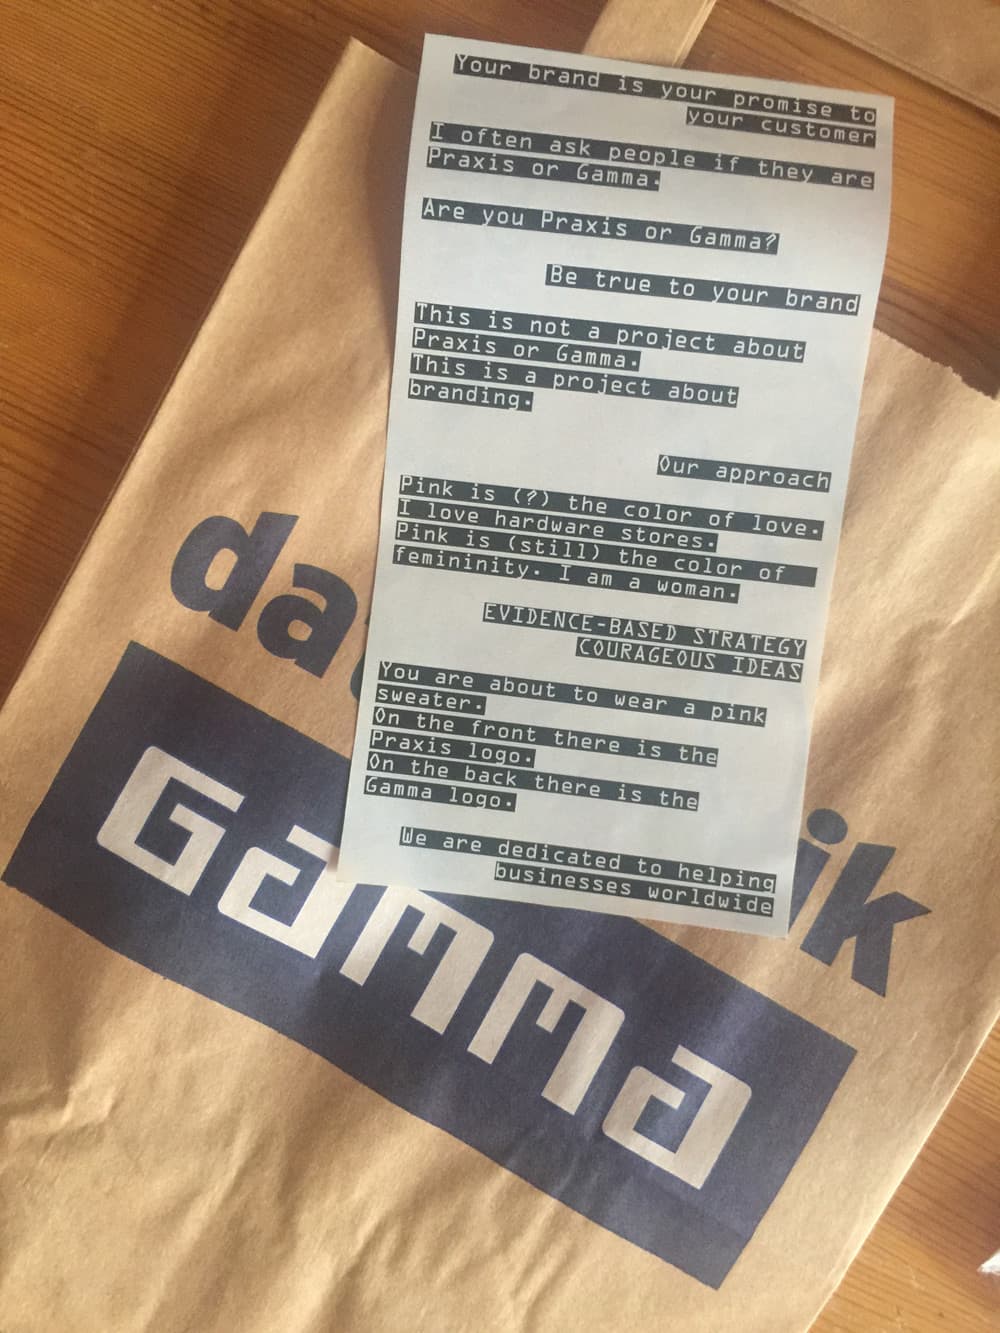 Your brand is your promise to
your customer
I often ask people if they are
Praxis or Gamma.
Are you Praxis or Gamma?
Be true to your brand
This is not a project about
Praxis or Gamma.
This is a project about
branding.
Our approach
Pink is (?) the color of love.
I love hardware stores.
Pink is (still) the color of
femininity. I am a woman.
EVIDENCE-BASED STRATEGY
COURAGEOUS IDEAS
You are about to wear a pink
sweater.
On the front there is the
Praxis logo.
On the back there is the
Gamma logo.
We are dedicated to helping
businesses worldwide
Gamma